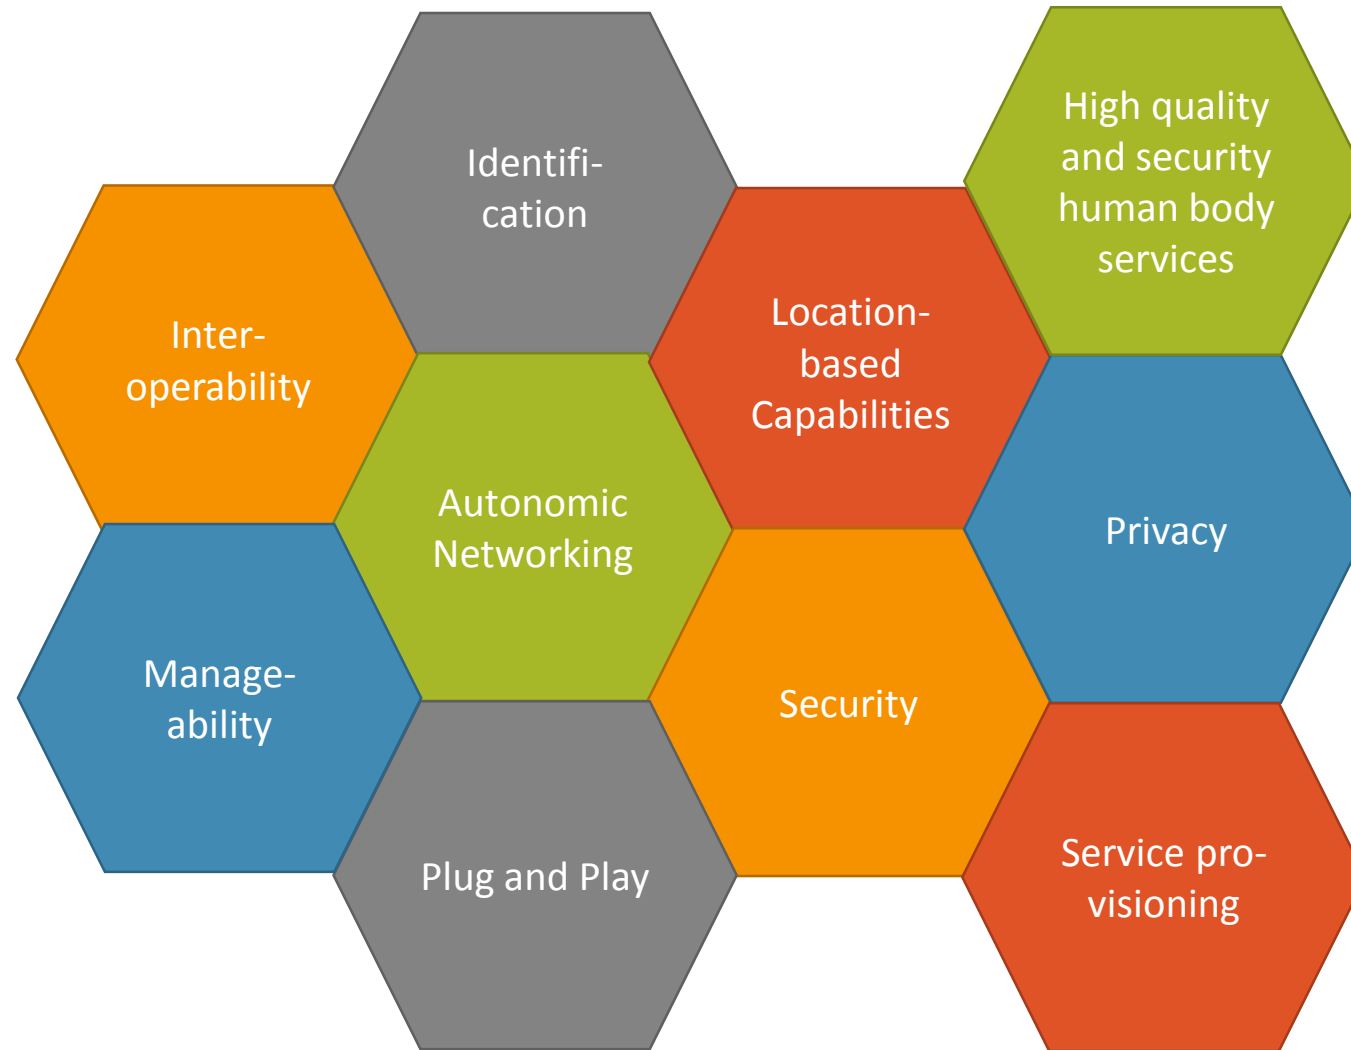 Identifi-
cation
High quality
and security
human body
services
Inter-
operability
Location-
based
Capabilities
Autonomic
Networking
Privacy
Manage-
ability
Security
Plug and Play
Service pro-
visioning